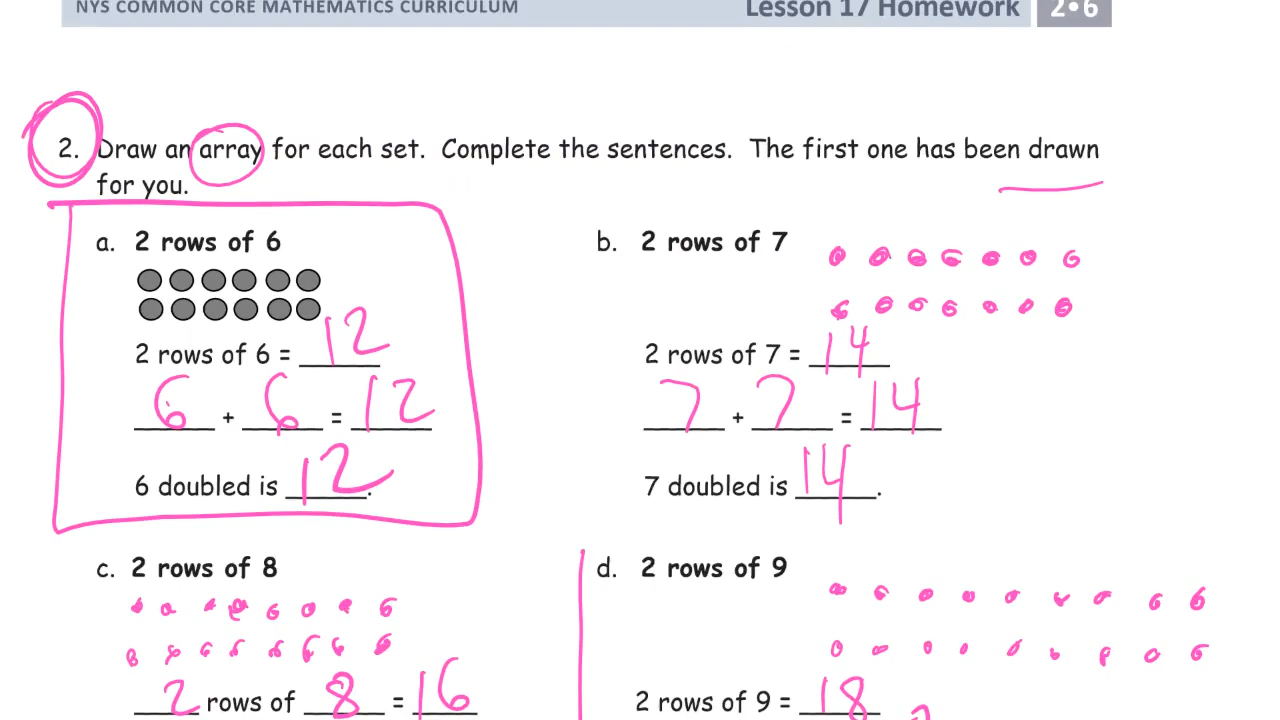 NYS COMMON CORE MATHEMATICS CURRICULUM
Lesson 17 Homework
2•6
2. Draw an array for each set. Complete the sentences. The first one has been drawn
for you.
a. 2 rows of 6
2 rows of 6 = 12
6 + 6 = 12
6 doubled is 12.
b. 2 rows of 7
2 rows of 7 = 14
7 + 7 = 14
7 doubled is 14.
c. 2 rows of 8
2 rows of 8 = 16
d. 2 rows of 9
2 rows of 9 = 18